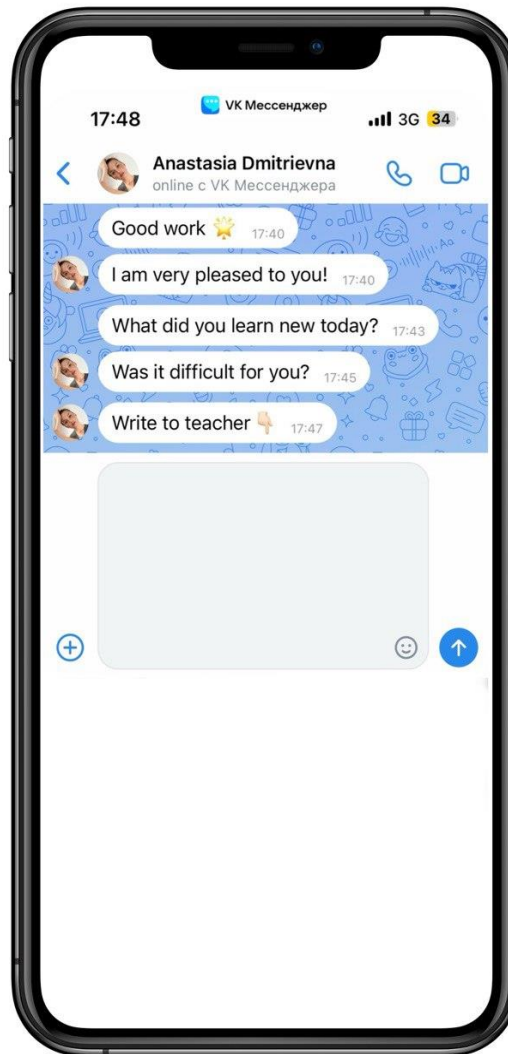 VK Мессенджер
17:48
3G 34
Anastasia Dmitrievna
online с VK Мессенджера
Good work 🌟 17:40
I am very pleased to you! 17:40
What did you learn new today? 17:43
Was it difficult for you? 17:45
Write to teacher 👇🏻 17:47